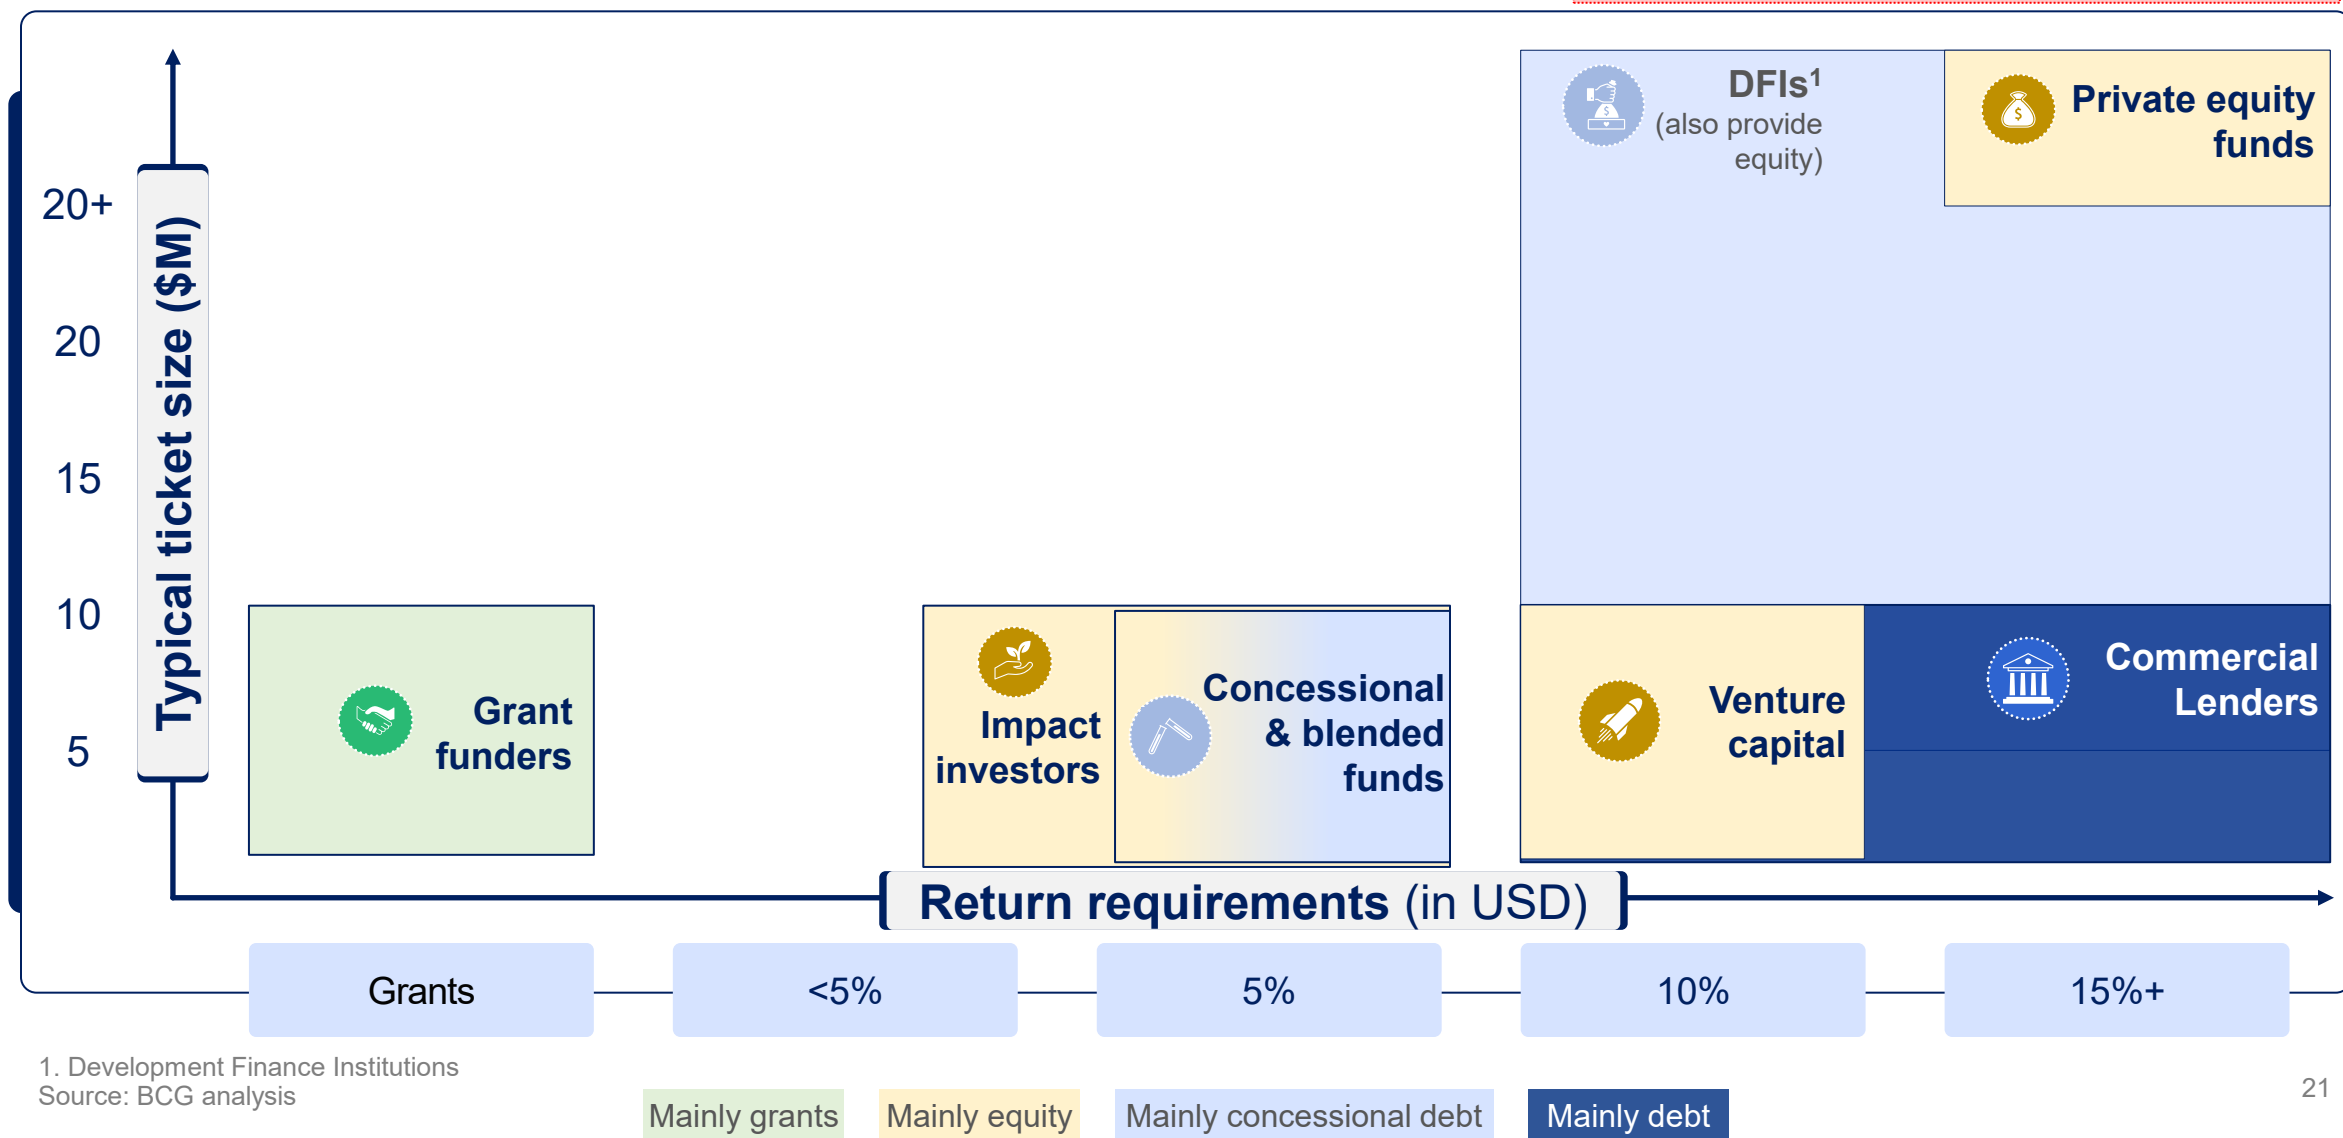 DFIs¹
(also provide
equity)
Private equity
funds
20+
20
15
10
5
Typical ticket size ($M)
Grant
funders
Impact
investors
Concessional
& blended
funds
Venture
capital
Commercial
Lenders
Return requirements (in USD)
Grants
<5%
5%
10%
15%+
1. Development Finance Institutions
Source: BCG analysis
Mainly grants
Mainly equity
Mainly concessional debt
Mainly debt
21